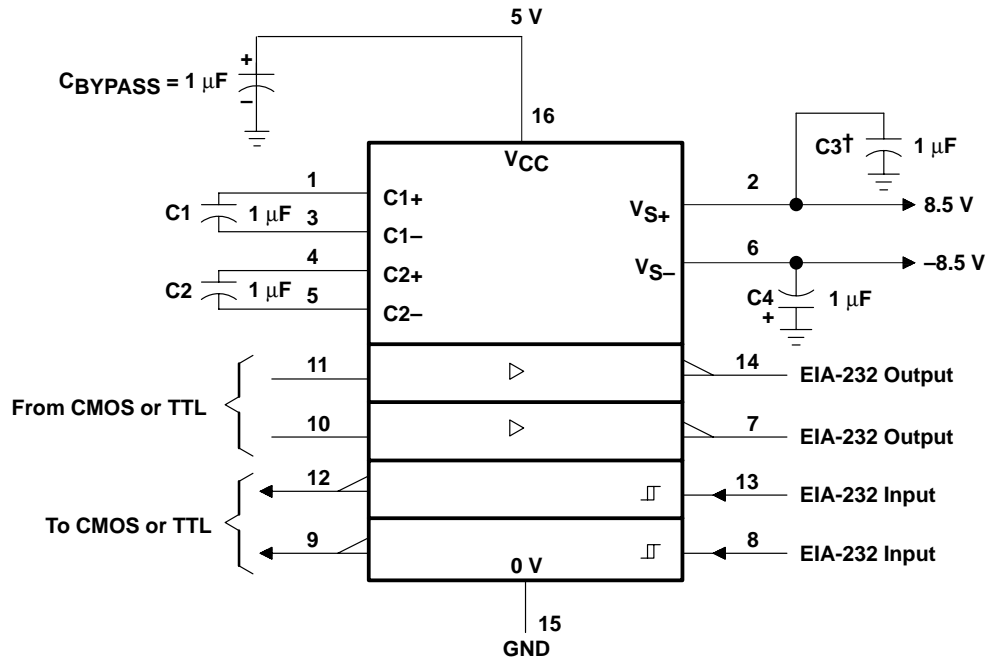 5 V
CBYPASS = 1 μF
+
–
16
VCC
C3†
1 μF
1
C1+
2
VS+
8.5 V
C1
1 μF
3
C1–
6
VS–
–8.5 V
4
C2+
C2
1 μF
5
C2–
C4
+
1 μF
11
14
EIA-232 Output
From CMOS or TTL
10
7
EIA-232 Output
12
13
EIA-232 Input
To CMOS or TTL
9
8
EIA-232 Input
0 V
15
GND